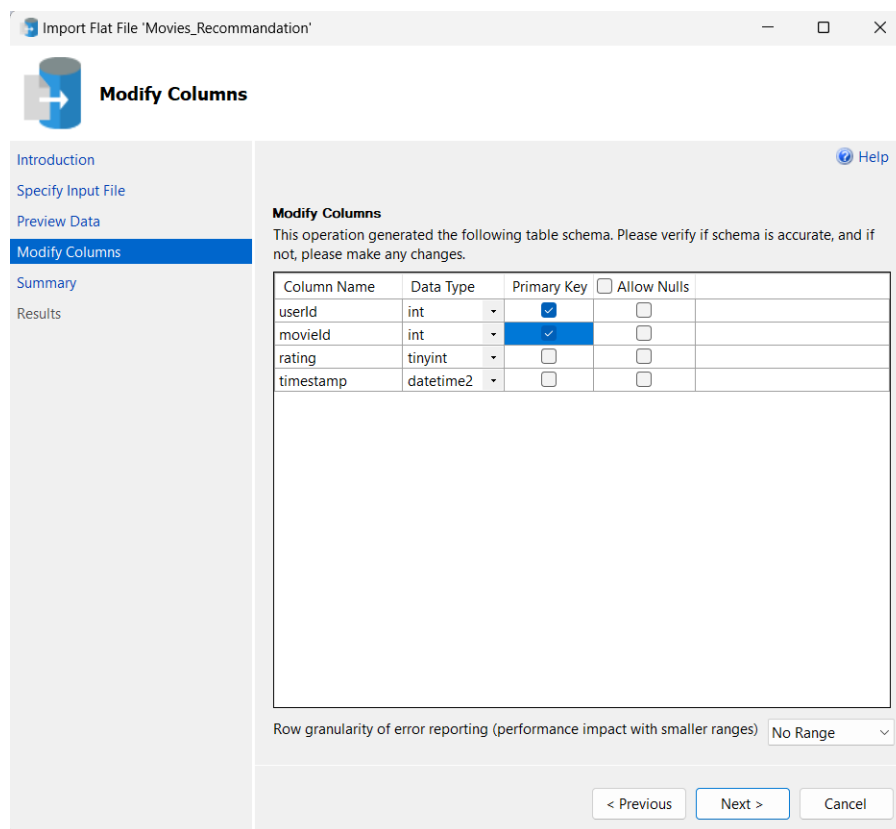 Import Flat File 'Movies_Recommandation'
Modify Columns
Introduction
Specify Input File
Preview Data
Modify Columns
Summary
Results
Help
Modify Columns
This operation generated the following table schema. Please verify if schema is accurate, and if
not, please make any changes.
Column Name Data Type Primary Key Allow Nulls
userId int
movieId int
rating tinyint
timestamp datetime2
Row granularity of error reporting (performance impact with smaller ranges) No Range
< Previous Next > Cancel